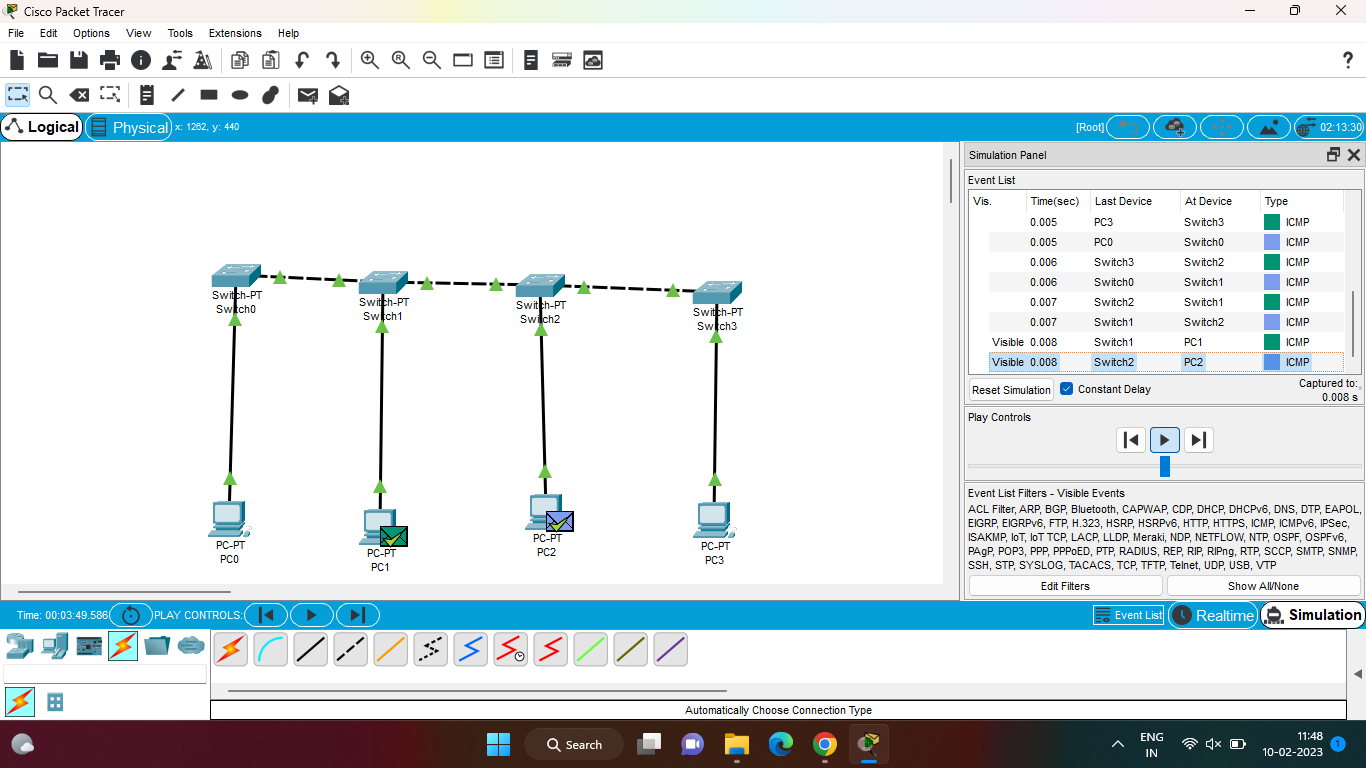 Cisco Packet Tracer
File Edit Options View Tools Extensions Help
?
Logical Physical x: 1262, y: 440 [Root] 02:13:30
Simulation Panel
Event List
Vis. Time(sec) Last Device At Device Type
0.005 PC3 Switch3 ICMP
0.005 PC0 Switch0 ICMP
0.006 Switch3 Switch2 ICMP
0.006 Switch0 Switch1 ICMP
0.007 Switch2 Switch1 ICMP
0.007 Switch1 Switch2 ICMP
Visible 0.008 Switch1 PC1 ICMP
Visible 0.008 Switch2 PC2 ICMP
Reset Simulation Constant Delay Captured to:
0.008 s
Play Controls
Event List Filters - Visible Events
ACL Filter, ARP, BGP, Bluetooth, CAPWAP, CDP, DHCP, DHCPv6, DNS, DTP, EAPOL,
EIGRP, EIGRPv6, FTP, H.323, HSRP, HSRPv6, HTTP, HTTPS, ICMP, ICMPv6, IPSec,
ISAKMP, IoT, IoT TCP, LACP, LLDP, Meraki, NDP, NETFLOW, NTP, OSPF, OSPFv6,
PAgP, POP3, PPP, PPPoED, PTP, RADIUS, REP, RIP, RIPng, RTP, SCCP, SMTP, SNMP,
SSH, STP, SYSLOG, TACACS, TCP, TFTP, Telnet, UDP, USB, VTP
Edit Filters Show All/None
Switch-PT
Switch0
Switch-PT
Switch1
Switch-PT
Switch2
Switch-PT
Switch3
PC-PT
PC0
PC-PT
PC1
PC-PT
PC2
PC-PT
PC3
Time: 00:03:49.586 PLAY CONTROLS: Event List Realtime Simulation
Automatically Choose Connection Type
Search
ENG
IN
11:48
10-02-2023
1